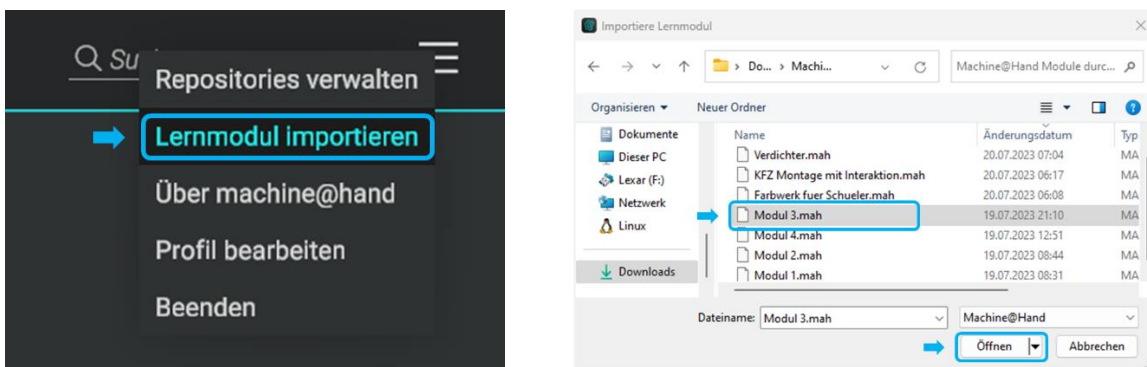 Su
Repositories verwalten
Lernmodul importieren
Über machine@hand
Profil bearbeiten
Beenden
Importiere Lernmodul
Do... > Machi...
Machine@Hand Module durc...
Organisieren
Neuer Ordner
Dokumente
Dieser PC
Lexar (F:)
Netzwerk
Linux
Downloads
Name Änderungsdatum Typ
Verdichter.mah 20.07.2023 07:04 MA
KFZ Montage mit Interaktion.mah 20.07.2023 06:17 MA
Farbwerk fuer Schueler.mah 20.07.2023 06:08 MA
Modul 3.mah 19.07.2023 21:10 MA
Modul 4.mah 19.07.2023 12:51 MA
Modul 2.mah 19.07.2023 08:44 MA
Modul 1.mah 19.07.2023 08:31 MA
Dateiname: Modul 3.mah Machine@Hand
Öffnen Abbrechen